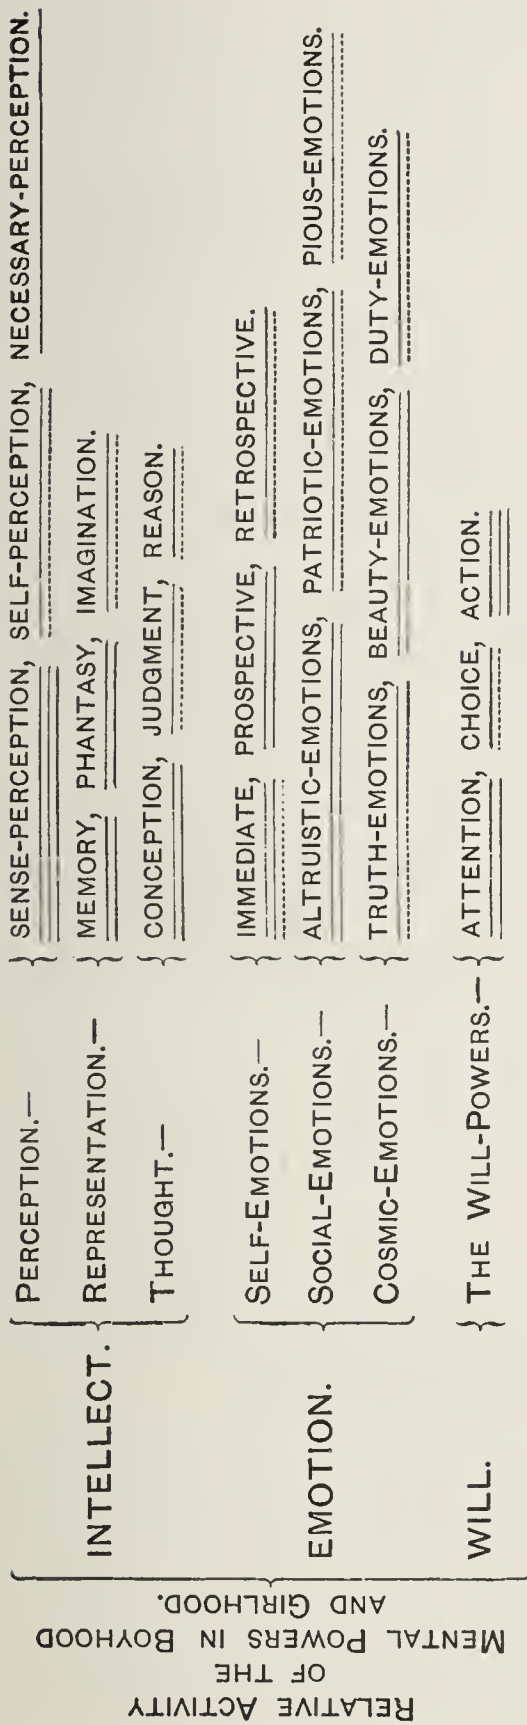 RELATIVE ACTIVITY
OF THE
MENTAL POWERS IN BOYHOOD
AND GIRLHOOD.
INTELLECT.
PERCEPTION.— SENSE-PERCEPTION, SELF-PERCEPTION, NECESSARY-PERCEPTION.
REPRESENTATION.— MEMORY, PHANTASY, IMAGINATION.
THOUGHT.— CONCEPTION, JUDGMENT, REASON.
EMOTION.
SELF-EMOTIONS.— IMMEDIATE, PROSPECTIVE, RETROSPECTIVE.
SOCIAL-EMOTIONS.— ALTRUISTIC-EMOTIONS, PATRIOTIC-EMOTIONS, PIOUS-EMOTIONS.
COSMIC-EMOTIONS.— TRUTH-EMOTIONS, BEAUTY-EMOTIONS, DUTY-EMOTIONS.
WILL.
THE WILL-POWERS.— ATTENTION, CHOICE, ACTION.